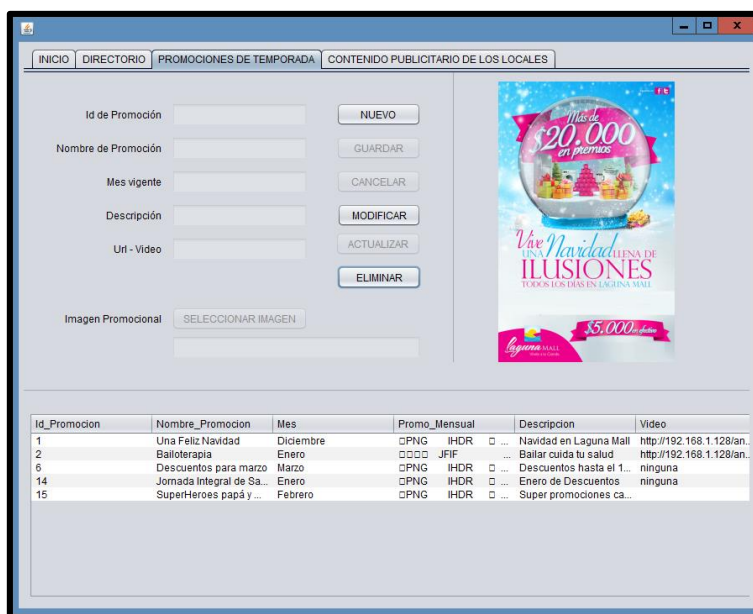 INICIO DIRECTORIO PROMOCIONES DE TEMPORADA CONTENIDO PUBLICITARIO DE LOS LOCALES
Id de Promoción NUEVO
Nombre de Promoción GUARDAR
Mes vigente CANCELAR
Descripción MODIFICAR
Url - Video ACTUALIZAR
ELIMINAR
Imagen Promocional SELECCIONAR IMAGEN
Más de
$20.000
en premios
Vive Navidad LLENA DE
UNA
ILUSIONES
TODOS LOS DÍAS EN LAGUNA MALL
$5.000 en efectivo
laguna MALL
Id_Promocion Nombre_Promocion Mes Promo_Mensual Descripcion Video
1 Una Feliz Navidad Diciembre □PNG IHDR □ ... Navidad en Laguna Mall http://192.168.1.128/an...
2 Bailoterapia Enero □□□□ JFIF ... Bailar cuida tu salud http://192.168.1.128/an...
6 Descuentos para marzo Marzo □PNG IHDR □ ... Descuentos hasta el 1... ninguna
14 Jornada Integral de Sa... Enero □PNG IHDR □ ... Enero de Descuentos ninguna
15 SuperHeroes papá y ... Febrero □PNG IHDR □ ... Super promociones ca...